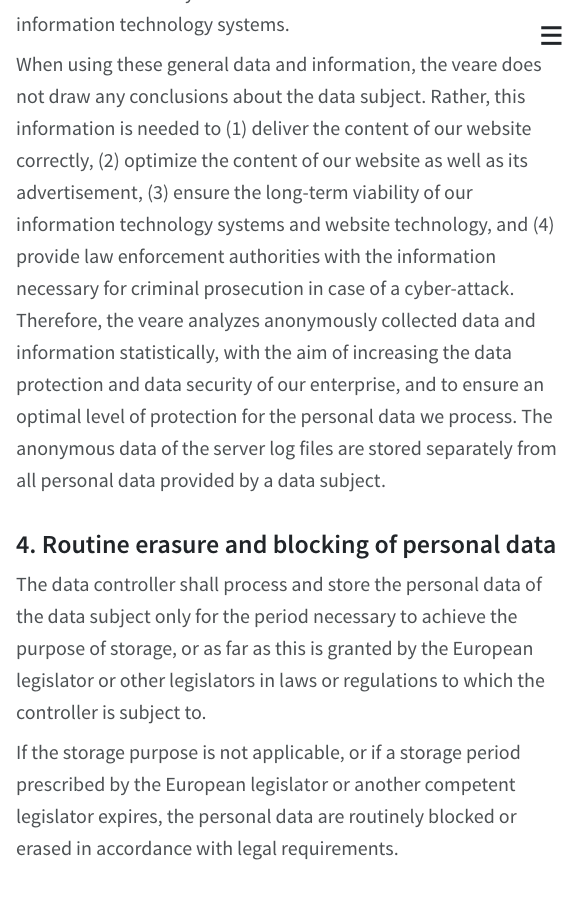 information technology systems.
When using these general data and information, the veare does
not draw any conclusions about the data subject. Rather, this
information is needed to (1) deliver the content of our website
correctly, (2) optimize the content of our website as well as its
advertisement, (3) ensure the long-term viability of our
information technology systems and website technology, and (4)
provide law enforcement authorities with the information
necessary for criminal prosecution in case of a cyber-attack.
Therefore, the veare analyzes anonymously collected data and
information statistically, with the aim of increasing the data
protection and data security of our enterprise, and to ensure an
optimal level of protection for the personal data we process. The
anonymous data of the server log files are stored separately from
all personal data provided by a data subject.
4. Routine erasure and blocking of personal data
The data controller shall process and store the personal data of
the data subject only for the period necessary to achieve the
purpose of storage, or as far as this is granted by the European
legislator or other legislators in laws or regulations to which the
controller is subject to.
If the storage purpose is not applicable, or if a storage period
prescribed by the European legislator or another competent
legislator expires, the personal data are routinely blocked or
erased in accordance with legal requirements.